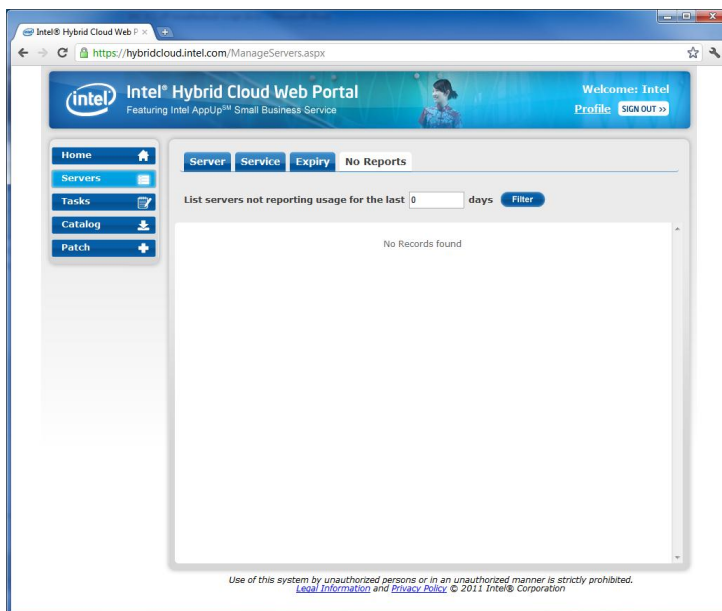 Intel® Hybrid Cloud Web P
https://hybridcloud.intel.com/ManageServers.aspx
intel
Intel® Hybrid Cloud Web Portal
Featuring Intel AppUp℠ Small Business Service
Welcome: Intel
Profile SIGN OUT >>
Home
Servers
Tasks
Catalog
Patch
Server Service Expiry No Reports
List servers not reporting usage for the last 0 days Filter
No Records found
Use of this system by unauthorized persons or in an unauthorized manner is strictly prohibited.
Legal Information and Privacy Policy © 2011 Intel® Corporation